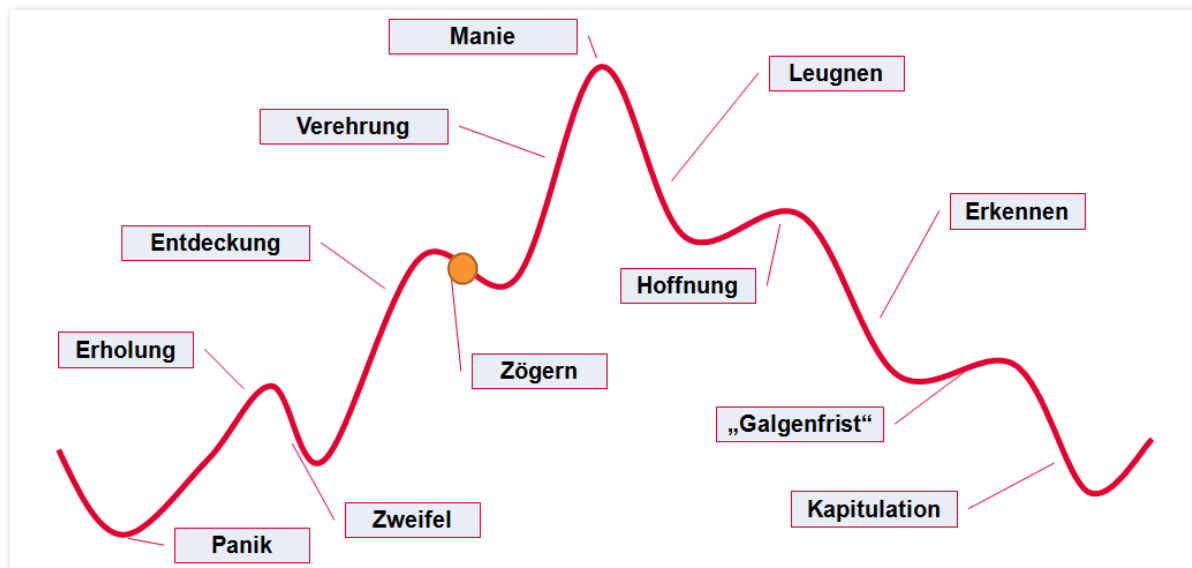 Manie
Leugnen
Verehrung
Erkennen
Entdeckung
Hoffnung
Erholung
Zögern
„Galgenfrist“
Kapitulation
Zweifel
Panik